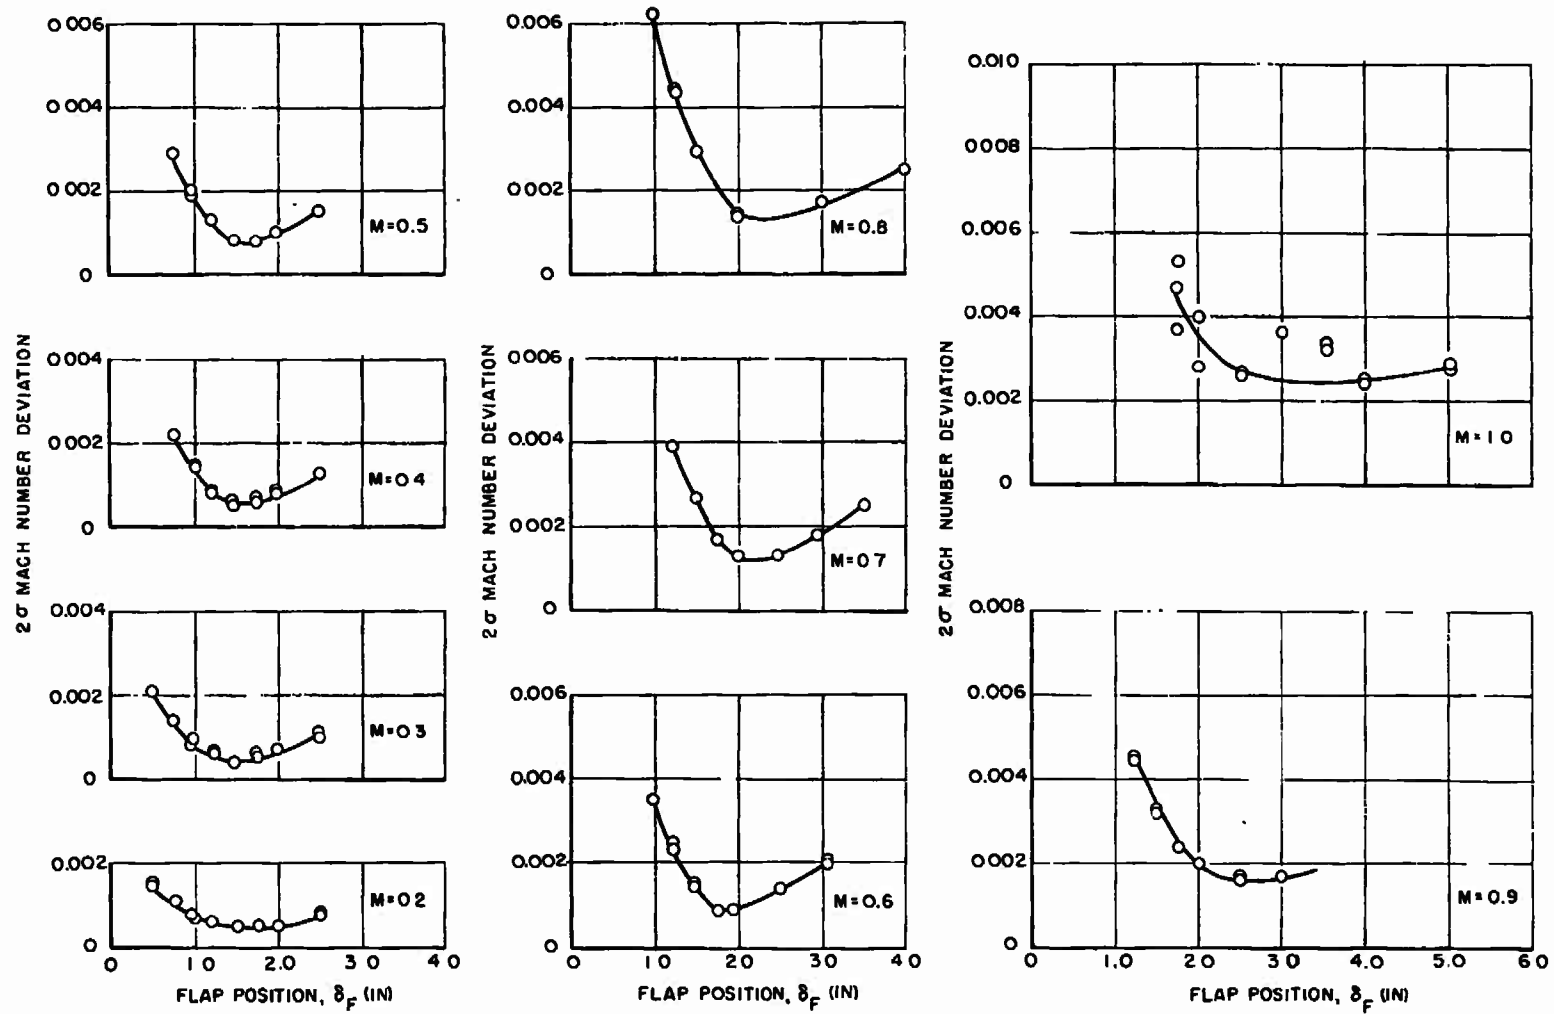 0.006
0.004
0.002
0
M=0.5
0.004
0.002
0
M=0.4
0.004
0.002
0
M=0.3
0.002
0
M=0.2
0 1.0 2.0 3.0 4.0
FLAP POSITION, δF (IN)
2σ MACH NUMBER DEVIATION
0.006
0.004
0.002
0
M=0.8
0.006
0.004
0.002
0
M=0.7
0.006
0.004
0.002
0
M=0.6
0 1.0 2.0 3.0 4.0
FLAP POSITION, δF (IN)
2σ MACH NUMBER DEVIATION
0.010
0.008
0.006
0.004
0.002
0
M=1.0
0.008
0.006
0.004
0.002
0
M=0.9
0 1.0 2.0 3.0 4.0 5.0 6.0
FLAP POSITION, δF (IN)
2σ MACH NUMBER DEVIATION